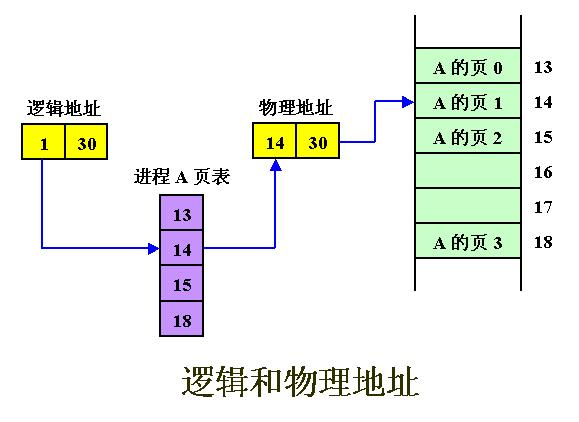 逻辑地址
1 30
进程 A 页表
13
14
15
18
物理地址
14 30
A 的页 0 13
A 的页 1 14
A 的页 2 15
16
17
A 的页 3 18
逻辑和物理地址